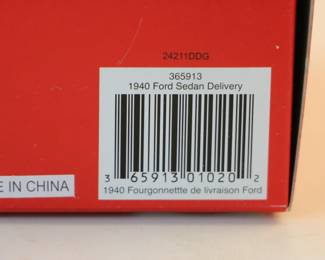 24211DDG
365913
1940 Ford Sedan Delivery
3 65913 01020 2
1940 Fourgonnettte de livraison Ford
E IN CHINA